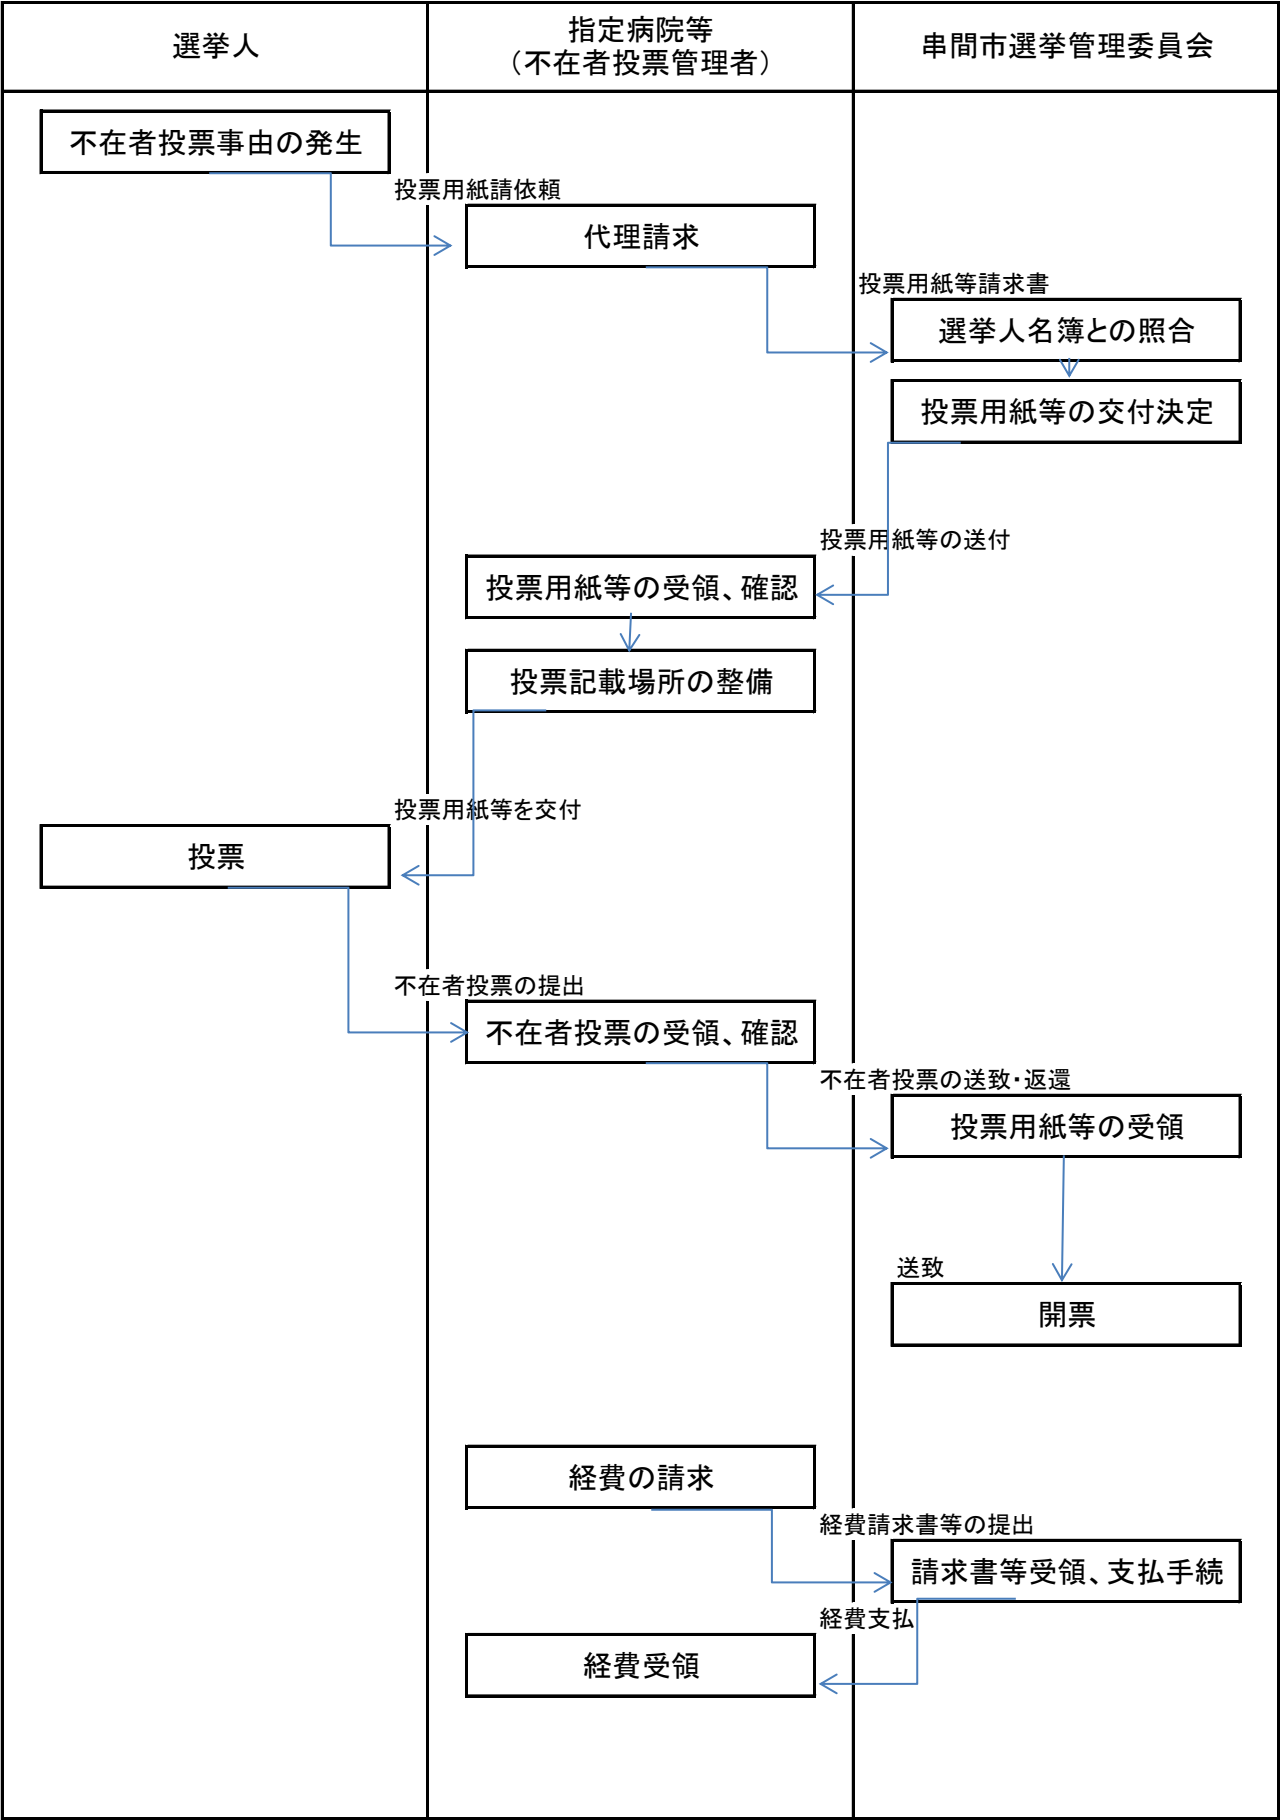 選挙人
指定病院等
（不在者投票管理者）
串間市選挙管理委員会
不在者投票事由の発生
投票用紙請依頼
代理請求
投票用紙等請求書
選挙人名簿との照合
投票用紙等の交付決定
投票用紙等の送付
投票用紙等の受領、確認
投票記載場所の整備
投票用紙等を交付
投票
不在者投票の提出
不在者投票の受領、確認
不在者投票の送致・返還
投票用紙等の受領
送致
開票
経費の請求
経費請求書等の提出
請求書等受領、支払手続
経費支払
経費受領